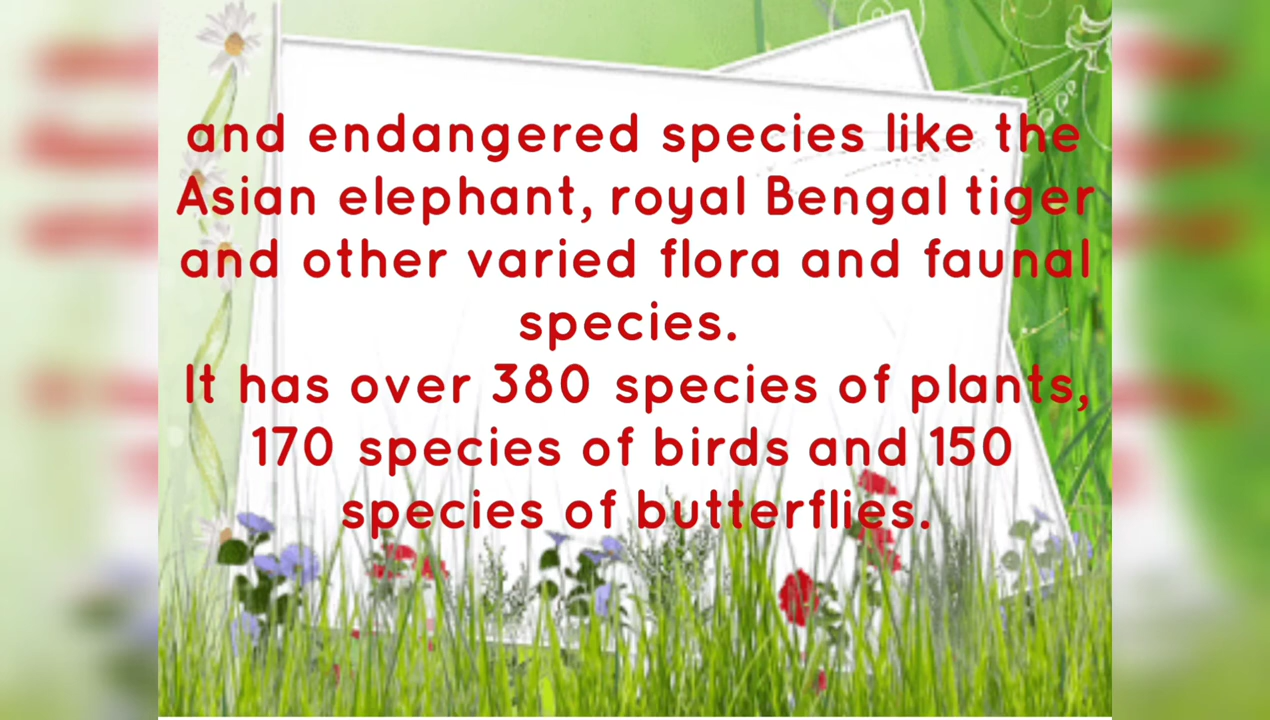 and endangered species like the
Asian elephant, royal Bengal tiger
and other varied flora and faunal
species.
It has over 380 species of plants,
170 species of birds and 150
species of butterflies.